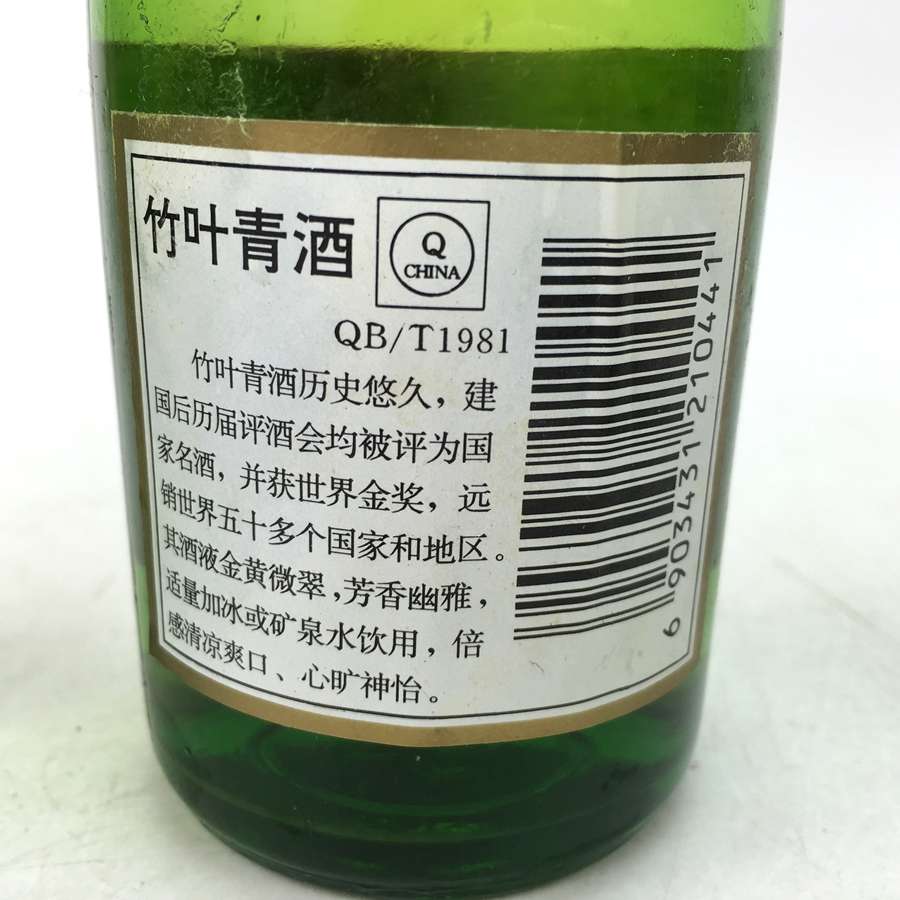 竹叶青酒
Q
CHINA
QB/T1981
竹叶青酒历史悠久，建
国后历届评酒会均被评为国
家名酒，并获世界金奖，远
销世界五十多个国家和地区。
其酒液金黄微翠，芳香幽雅，
适量加冰或矿泉水饮用，倍
感清凉爽口、心旷神怡。
6 903431 210441